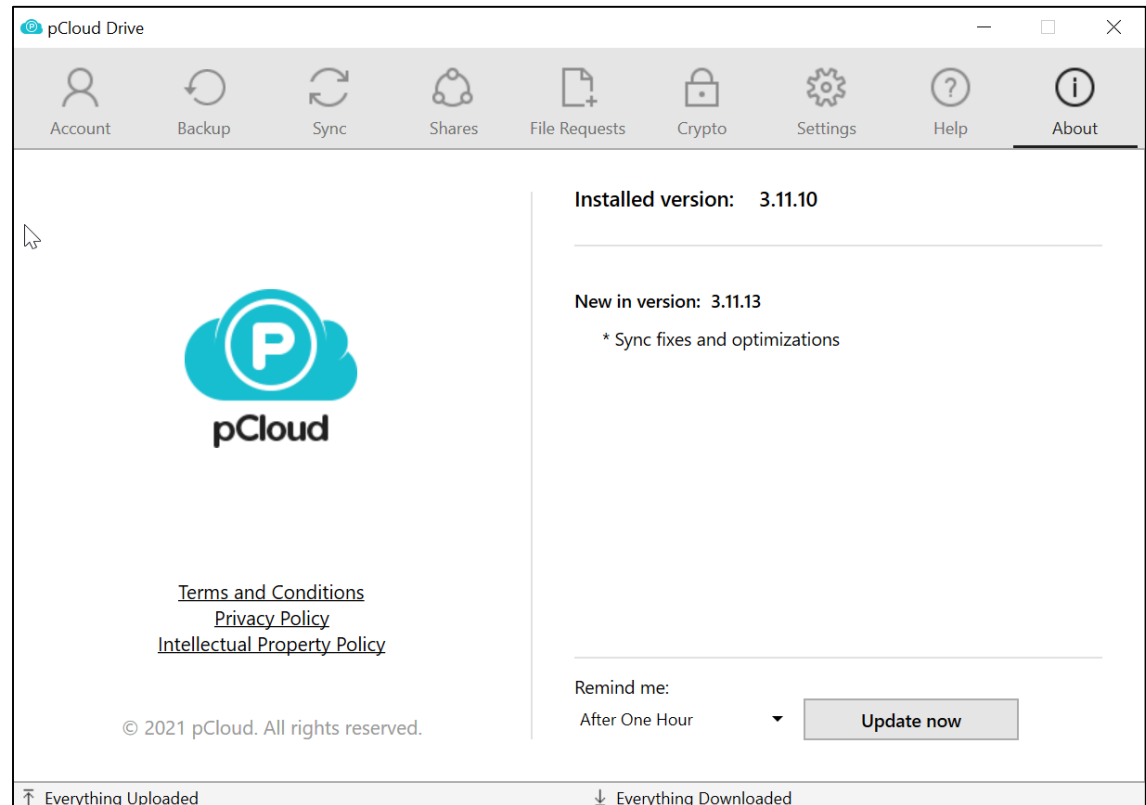 pCloud Drive
Account Backup Sync Shares File Requests Crypto Settings Help About
P
pCloud
Terms and Conditions
Privacy Policy
Intellectual Property Policy
© 2021 pCloud. All rights reserved.
Installed version: 3.11.10
New in version: 3.11.13
* Sync fixes and optimizations
Remind me:
After One Hour
Update now
Everything Uploaded
Everything Downloaded